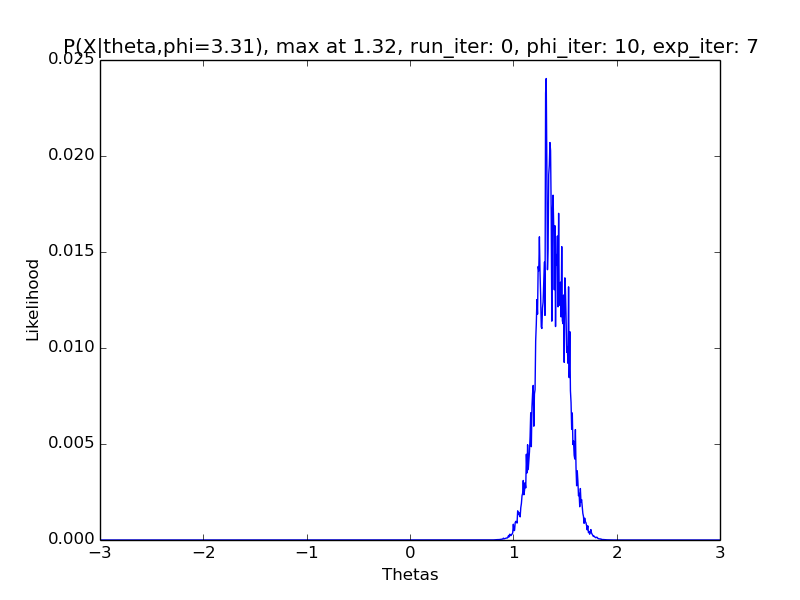 P(X|theta,phi=3.31), max at 1.32, run_iter: 0, phi_iter: 10, exp_iter: 7
0.025
0.020
0.015
0.010
0.005
0.000
Likelihood
−3 −2 −1 0 1 2 3
Thetas